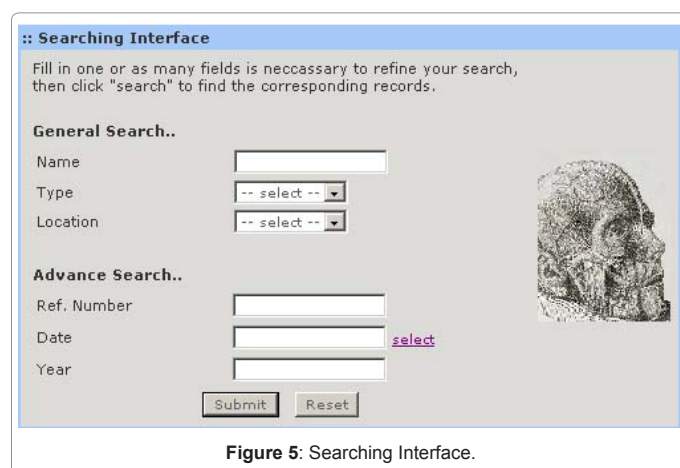 :: Searching Interface
Fill in one or as many fields is neccassary to refine your search,
then click "search" to find the corresponding records.
General Search..
Name
Type -- select --
Location -- select --
Advance Search..
Ref. Number
Date select
Year
Submit Reset
Figure 5: Searching Interface.